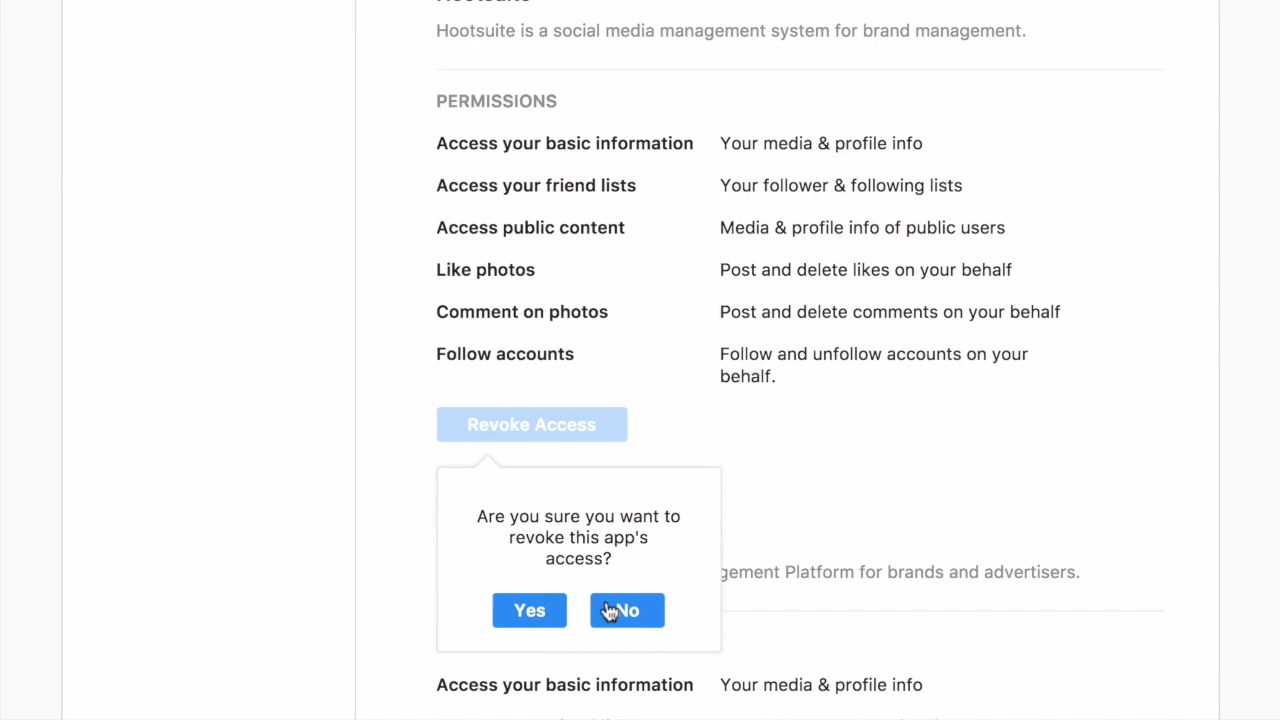 Hootsuite
Hootsuite is a social media management system for brand management.
PERMISSIONS
Access your basic information Your media & profile info
Access your friend lists Your follower & following lists
Access public content Media & profile info of public users
Like photos Post and delete likes on your behalf
Comment on photos Post and delete comments on your behalf
Follow accounts Follow and unfollow accounts on your
behalf.
Revoke Access
Are you sure you want to
revoke this app's
access?
Platform for brands and advertisers.
Yes No
Access your basic information Your media & profile info